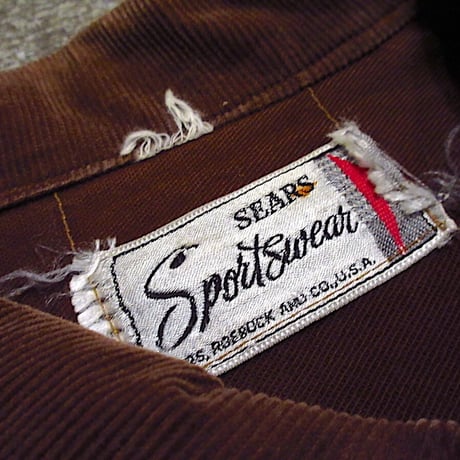 SEARS
Sportswear
S, ROEBUCK AND CO., U.S.A.